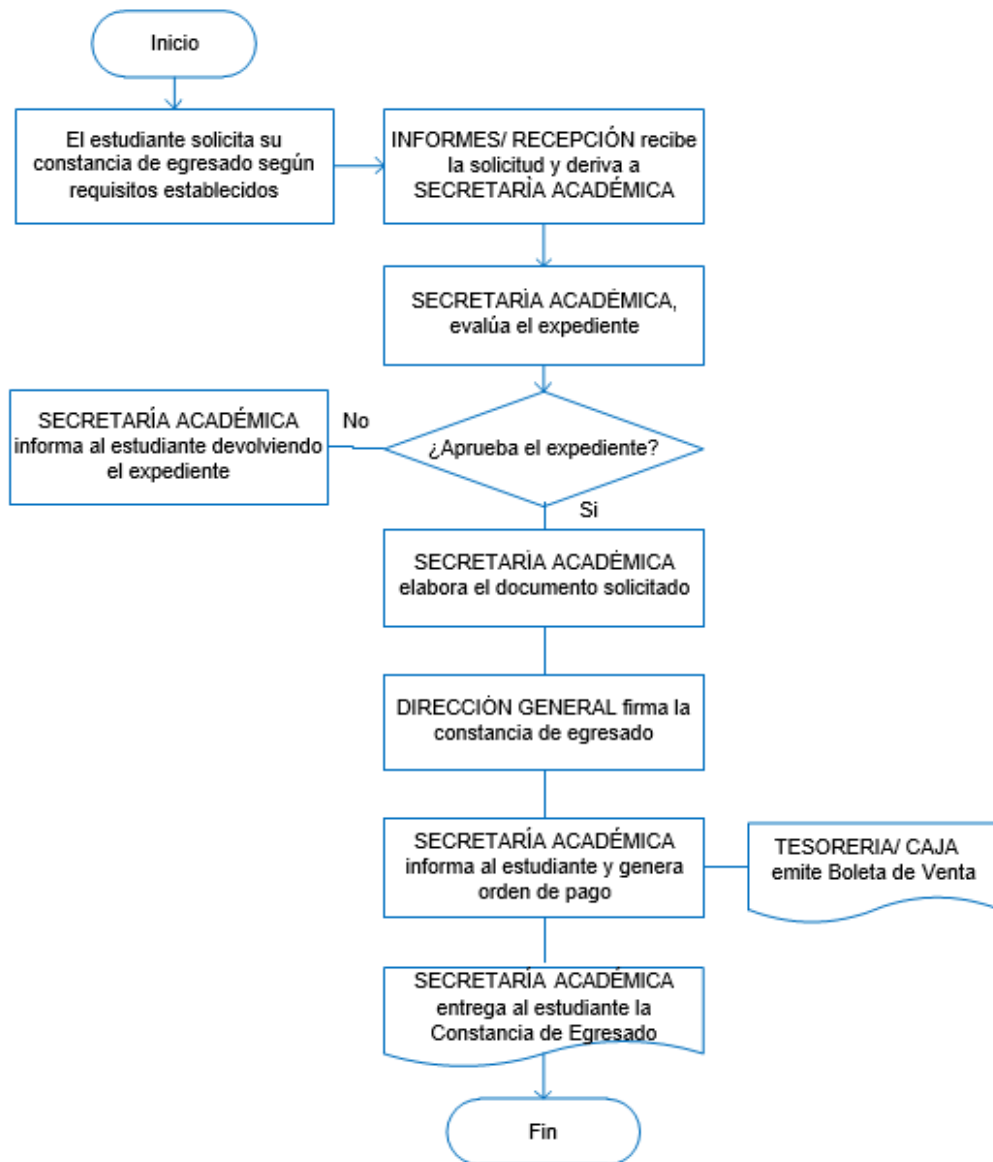 Inicio
El estudiante solicita su
constancia de egresado según
requisitos establecidos
INFORMES/ RECEPCIÓN recibe
la solicitud y deriva a
SECRETARÍA ACADÉMICA
SECRETARÍA ACADÉMICA,
evalúa el expediente
SECRETARÍA ACADÉMICA
informa al estudiante devolviendo
el expediente
No
¿Aprueba el expediente?
Si
SECRETARÍA ACADÉMICA
elabora el documento solicitado
DIRECCIÓN GENERAL firma la
constancia de egresado
SECRETARÍA ACADÉMICA
informa al estudiante y genera
orden de pago
TESORERIA/ CAJA
emite Boleta de Venta
SECRETARÍA ACADÉMICA
entrega al estudiante la
Constancia de Egresado
Fin